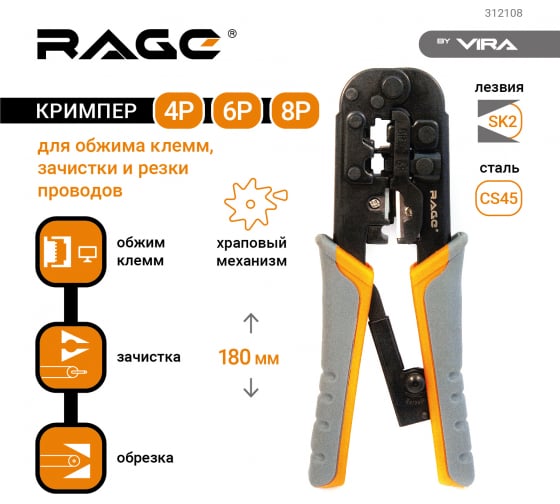 312108
RAGE®
BY VIRA
КРИМПЕР 4P 6P 8P
для обжима клемм,
зачистки и резки
проводов
лезвия
SK2
сталь
CS45
обжим
клемм
храповый
механизм
зачистка
180 мм
обрезка
8P
RAGE®